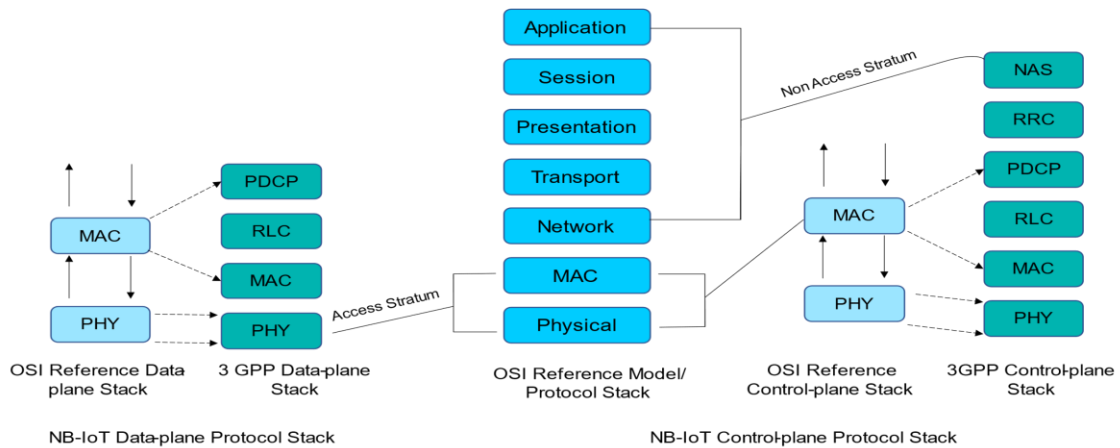 Application
Session
Presentation
Transport
Network
MAC
Physical
Non Access Stratum
NAS
RRC
PDCP
RLC
MAC
PHY
MAC
PHY
PDCP
RLC
MAC
PHY
MAC
PHY
Access Stratum
OSI Reference Data-
plane Stack
3 GPP Data-plane
Stack
OSI Reference Model/
Protocol Stack
OSI Reference
Control-plane Stack
3GPP Control-plane
Stack
NB-IoT Data-plane Protocol Stack
NB-IoT Control-plane Protocol Stack